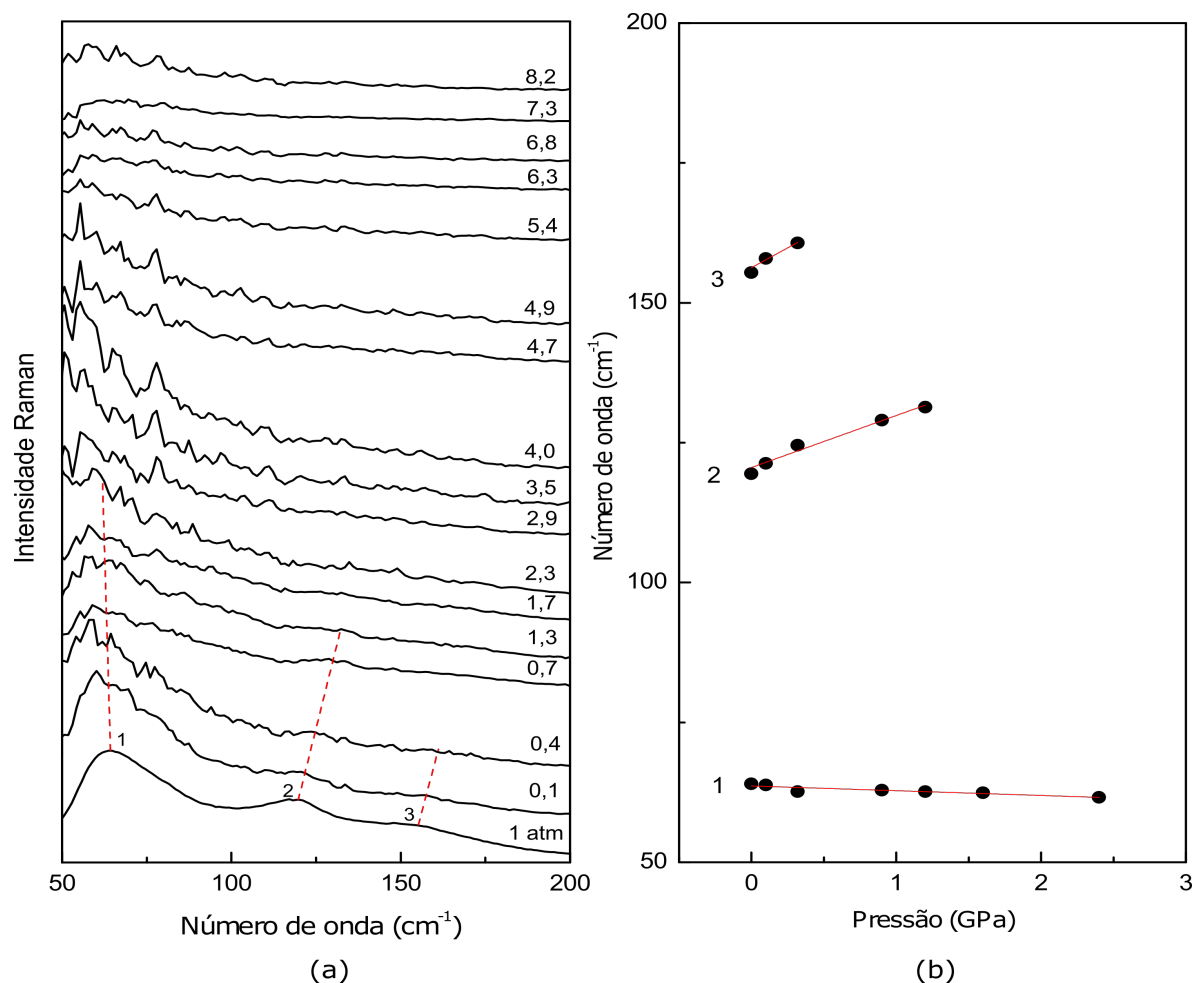 Intensidade Raman
8,2
7,3
6,8
6,3
5,4
4,9
4,7
4,0
3,5
2,9
2,3
1,7
1,3
0,7
0,4
0,1
1 atm
1
2
3
50 100 150 200
Número de onda (cm⁻¹)
(a)
Número de onda (cm⁻¹)
200
150
100
50
3
2
1
0 1 2 3
Pressão (GPa)
(b)